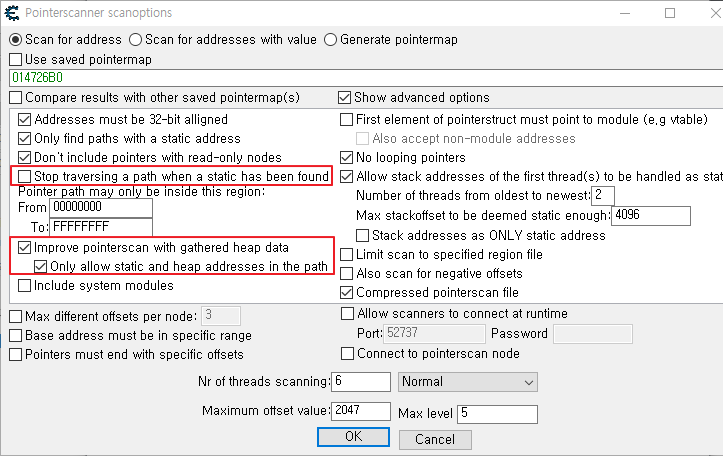 Pointerscanner scanoptions
Scan for address Scan for addresses with value Generate pointermap
Use saved pointermap
014726B0
Compare results with other saved pointermap(s) Show advanced options
Addresses must be 32-bit alligned
Only find paths with a static address
Don't include pointers with read-only nodes
Stop traversing a path when a static has been found
Pointer path may only be inside this region:
From 00000000
To: FFFFFFFF
Improve pointerscan with gathered heap data
Only allow static and heap addresses in the path
Include system modules
First element of pointerstruct must point to module (e.g vtable)
Also accept non-module addresses
No looping pointers
Allow stack addresses of the first thread(s) to be handled as stat
Number of threads from oldest to newest: 2
Max stackoffset to be deemed static enough: 4096
Stack addresses as ONLY static address
Limit scan to specified region file
Also scan for negative offsets
Compressed pointerscan file
Max different offsets per node: 3
Base address must be in specific range
Pointers must end with specific offsets
Allow scanners to connect at runtime
Port: 52737 Password
Connect to pointerscan node
Nr of threads scanning: 6 Normal
Maximum offset value: 2047 Max level 5
OK Cancel